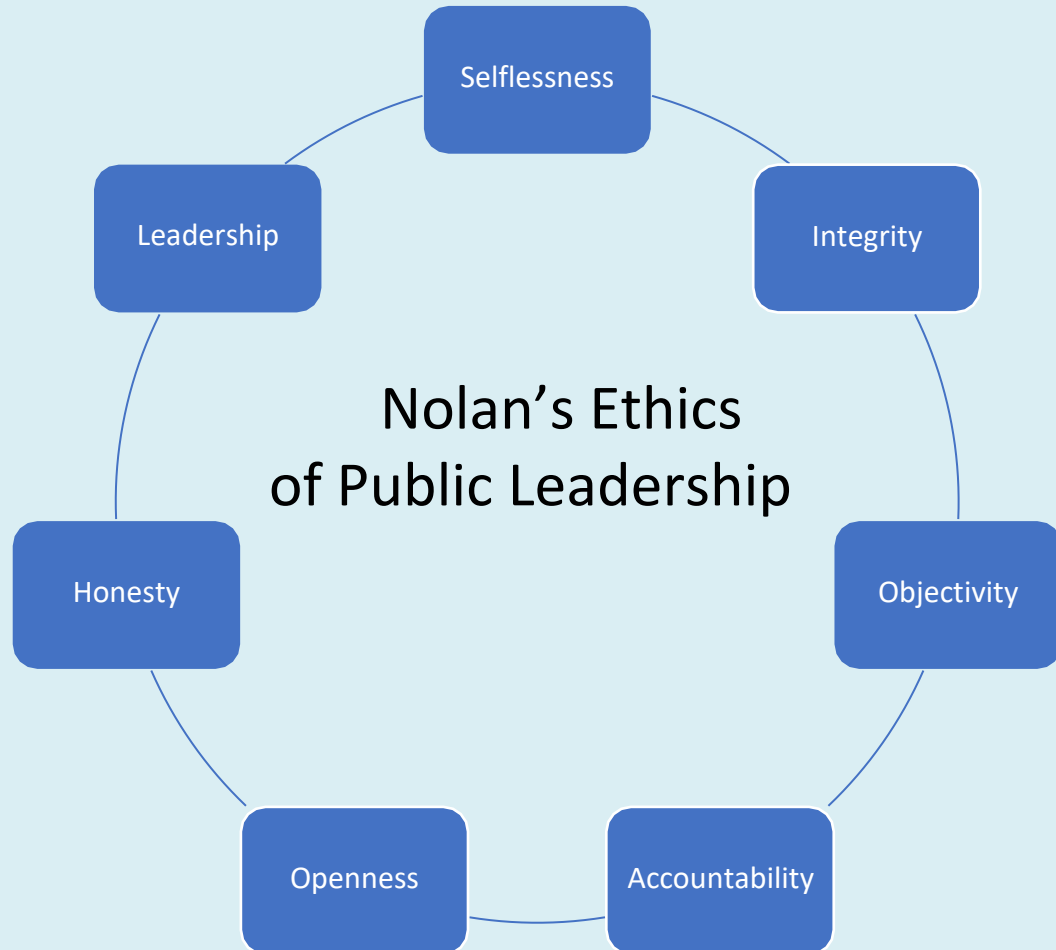 Selflessness
Integrity
Objectivity
Accountability
Openness
Honesty
Leadership
Nolan’s Ethics
of Public Leadership